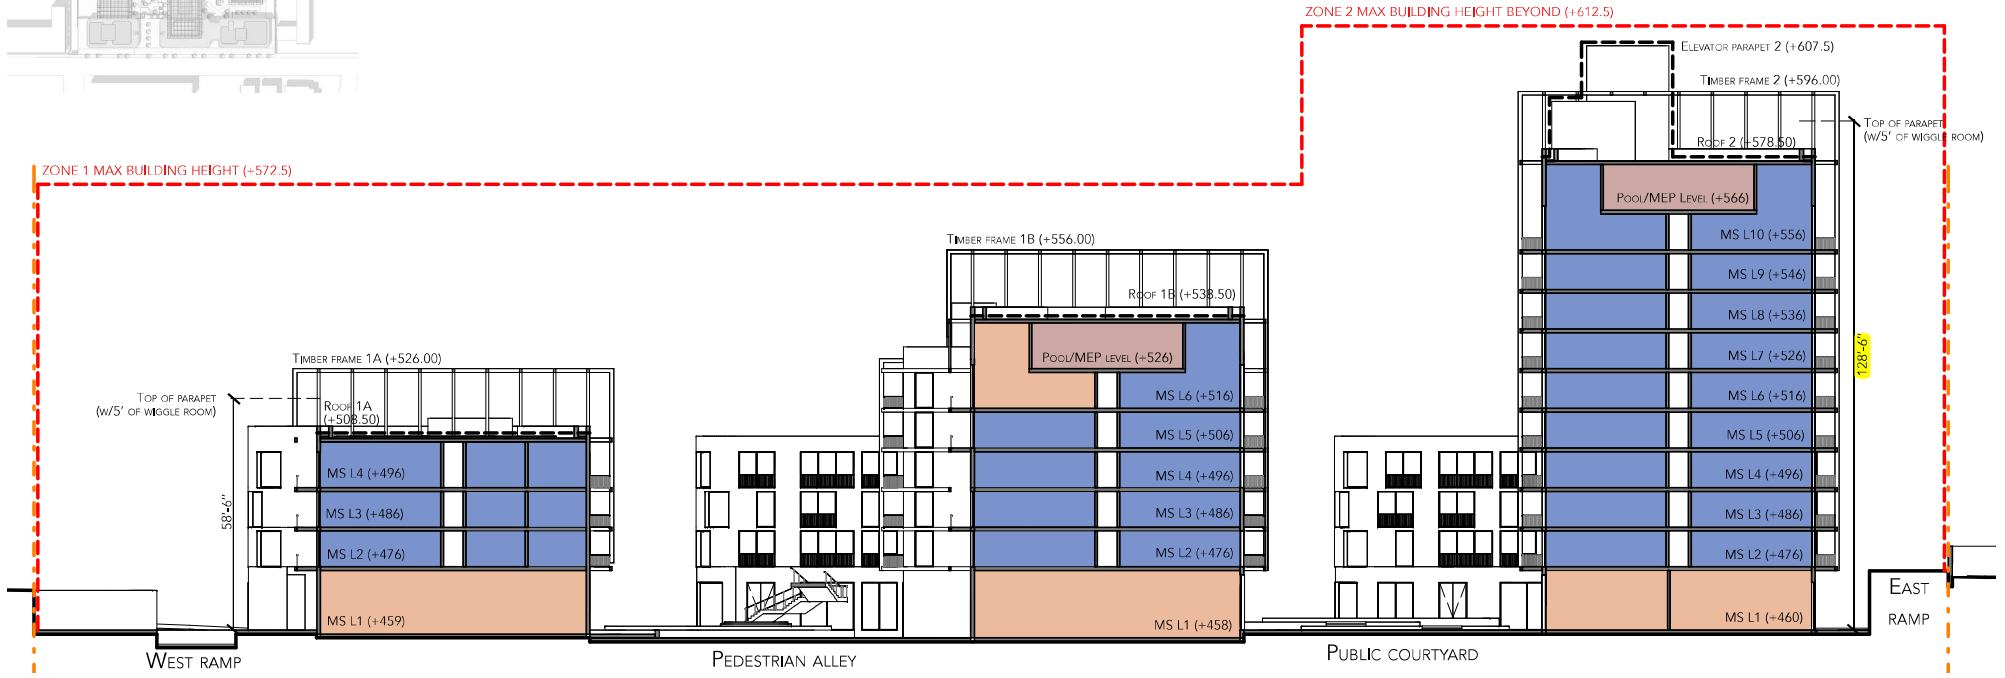 ZONE 2 MAX BUILDING HEIGHT BEYOND (+612.5)
ELEVATOR PARAPET 2 (+607.5)
TIMBER FRAME 2 (+596.00)
TOP OF PARAPET
(W/5' OF WIGGLE ROOM)
ROOF 2 (+578.50)
ZONE 1 MAX BUILDING HEIGHT (+572.5)
POOL/MEP LEVEL (+566)
MS L10 (+556)
MS L9 (+546)
MS L8 (+536)
MS L7 (+526)
MS L6 (+516)
MS L5 (+506)
MS L4 (+496)
MS L3 (+486)
MS L2 (+476)
MS L1 (+460)
128'-6"
EAST
RAMP
TIMBER FRAME 1B (+556.00)
ROOF 1B (+538.50)
POOL/MEP LEVEL (+526)
MS L6 (+516)
MS L5 (+506)
MS L4 (+496)
MS L3 (+486)
MS L2 (+476)
MS L1 (+458)
TIMBER FRAME 1A (+526.00)
TOP OF PARAPET
(W/5' OF WIGGLE ROOM)
ROOF 1A
(+508.50)
58'-6"
MS L4 (+496)
MS L3 (+486)
MS L2 (+476)
MS L1 (+459)
WEST RAMP
PEDESTRIAN ALLEY
PUBLIC COURTYARD